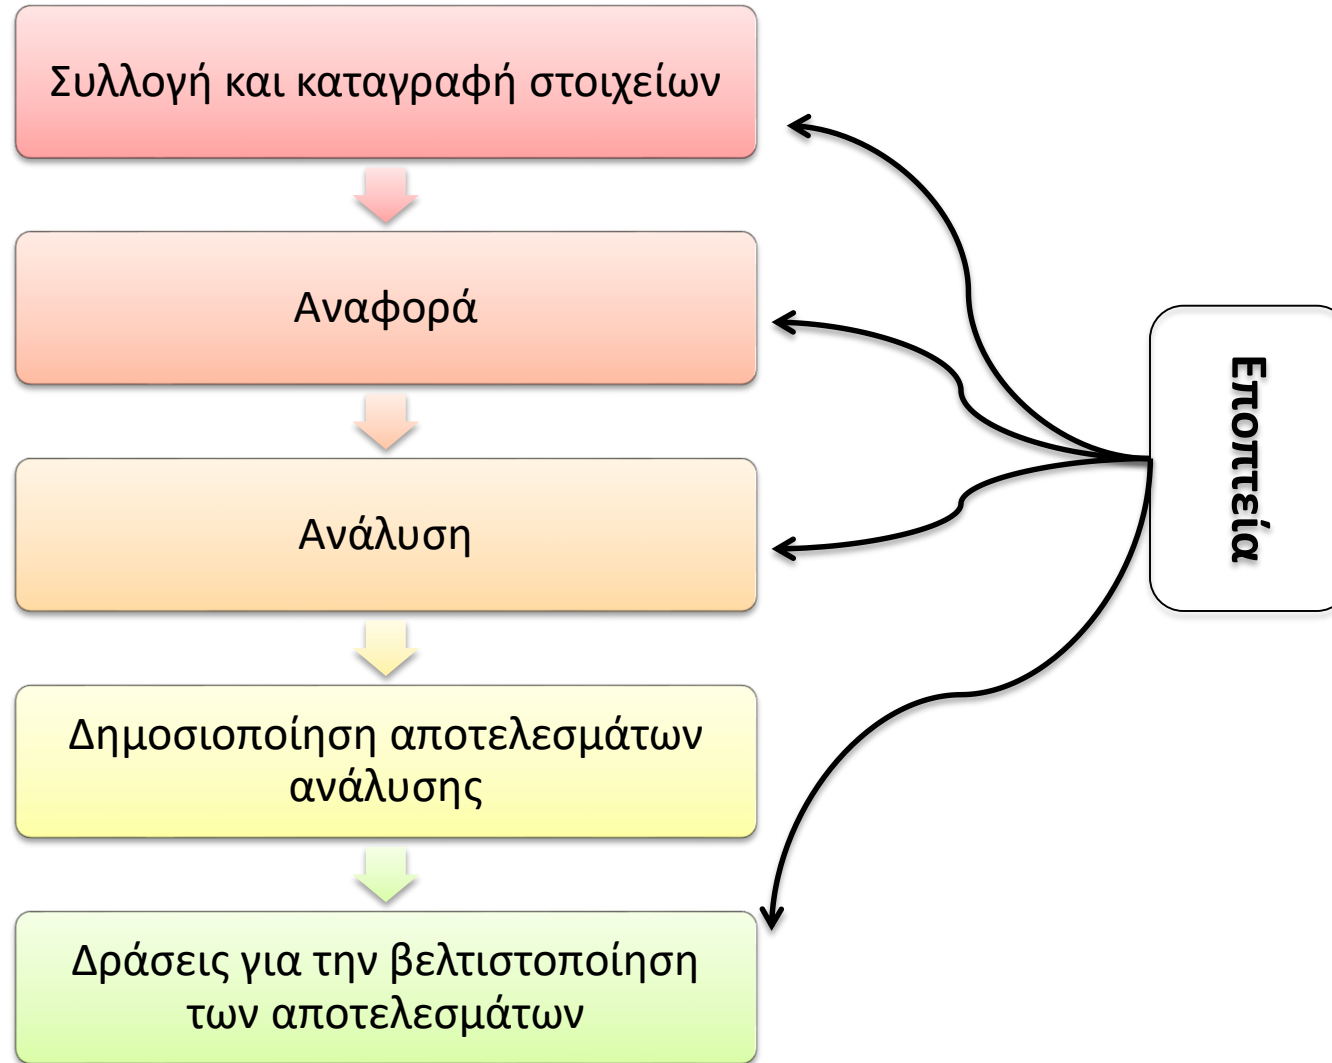 Συλλογή και καταγραφή στοιχείων
Αναφορά
Ανάλυση
Δημοσιοποίηση αποτελεσμάτων
ανάλυσης
Δράσεις για την βελτιστοποίηση
των αποτελεσμάτων
Εποπτεία